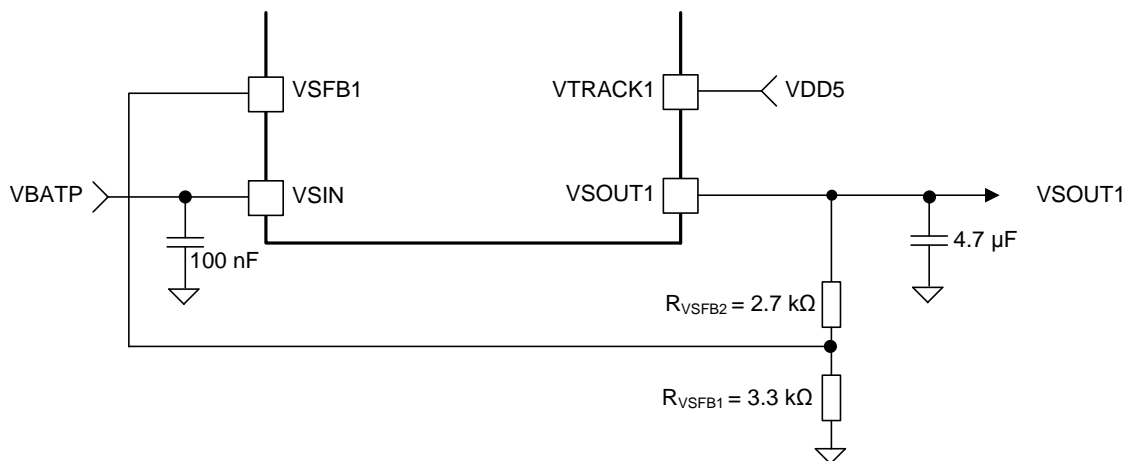 VSFB1
VTRACK1
VDD5
VBATP
VSIN
VSOUT1
VSOUT1
100 nF
4.7 µF
RVSFB2 = 2.7 kΩ
RVSFB1 = 3.3 kΩ